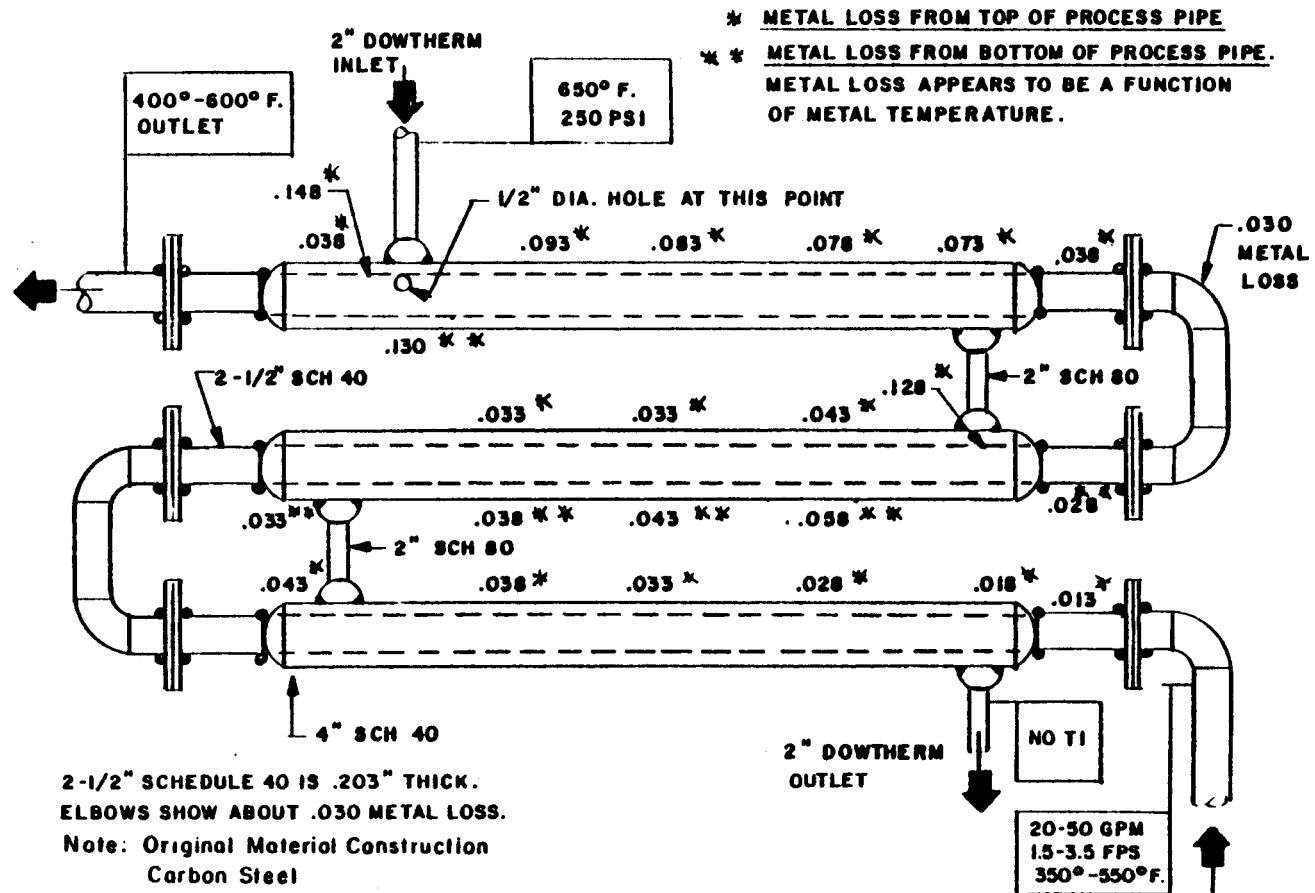 * METAL LOSS FROM TOP OF PROCESS PIPE
* * METAL LOSS FROM BOTTOM OF PROCESS PIPE.
METAL LOSS APPEARS TO BE A FUNCTION
OF METAL TEMPERATURE.
2" DOWTHERM
INLET
400°-600° F.
OUTLET
650° F.
250 PSI
.148*
1/2" DIA. HOLE AT THIS POINT
.038* .093* .083* .078* .073* .038*
.030
METAL
LOSS
.130 * *
2-1/2" SCH 40
2" SCH 80
.128*
.033* .033* .043*
.028**
.033** .038 ** .043 ** .058 **
2" SCH 80
.043* .038* .033* .028* .018* .013*
4" SCH 40
2" DOWTHERM
OUTLET
NO TI
2-1/2" SCHEDULE 40 IS .203" THICK.
ELBOWS SHOW ABOUT .030 METAL LOSS.
Note: Original Material Construction
Carbon Steel
20-50 GPM
1.5-3.5 FPS
350°-550°F.